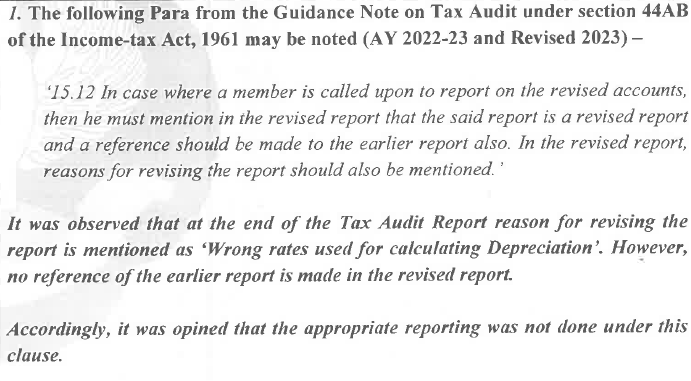 1. The following Para from the Guidance Note on Tax Audit under section 44AB
of the Income-tax Act, 1961 may be noted (AY 2022-23 and Revised 2023) –
'15.12 In case where a member is called upon to report on the revised accounts,
then he must mention in the revised report that the said report is a revised report
and a reference should be made to the earlier report also. In the revised report,
reasons for revising the report should also be mentioned.'
It was observed that at the end of the Tax Audit Report reason for revising the
report is mentioned as 'Wrong rates used for calculating Depreciation'. However,
no reference of the earlier report is made in the revised report.
Accordingly, it was opined that the appropriate reporting was not done under this
clause.